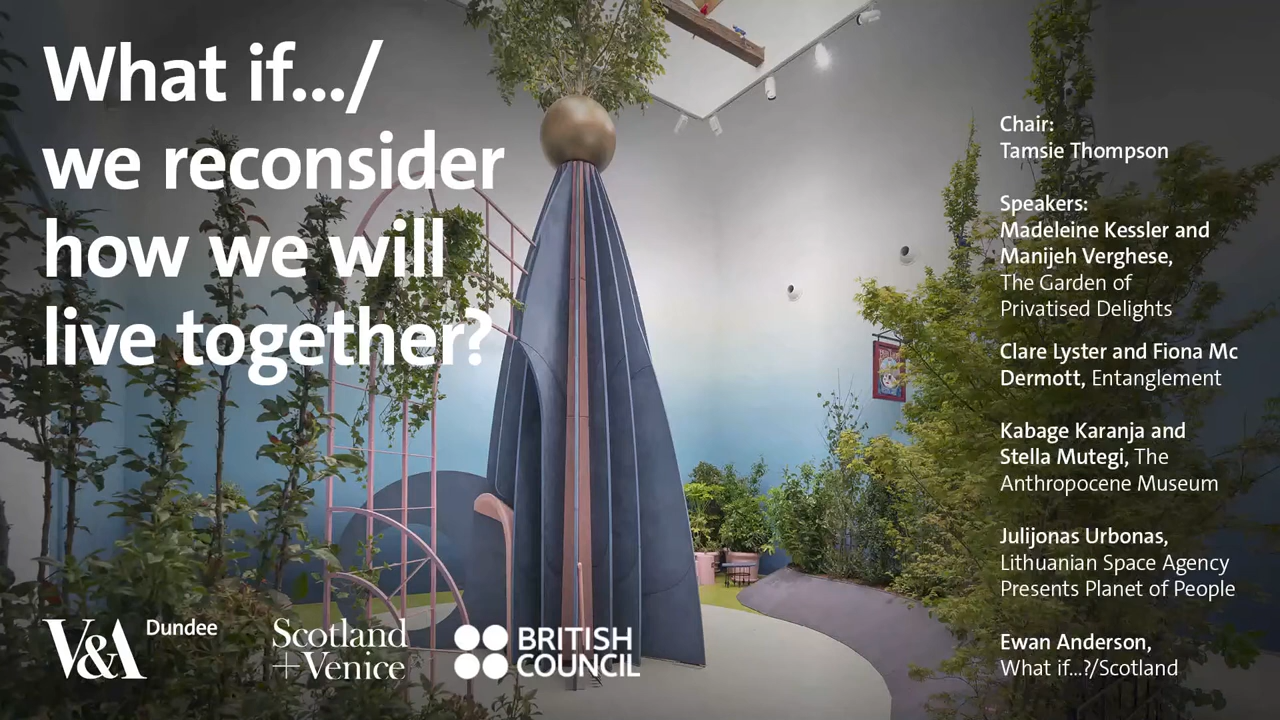 What if.../
we reconsider
how we will
live together?
Chair:
Tamsie Thompson
Speakers:
Madeleine Kessler and
Manijeh Verghese,
The Garden of
Privatised Delights
Clare Lyster and Fiona Mc
Dermott, Entanglement
Kabage Karanja and
Stella Mutegi, The
Anthropocene Museum
Julijonas Urbonas,
Lithuanian Space Agency
Presents Planet of People
Ewan Anderson,
What if...?/Scotland
V&A Dundee
Scotland
+Venice
BRITISH
COUNCIL